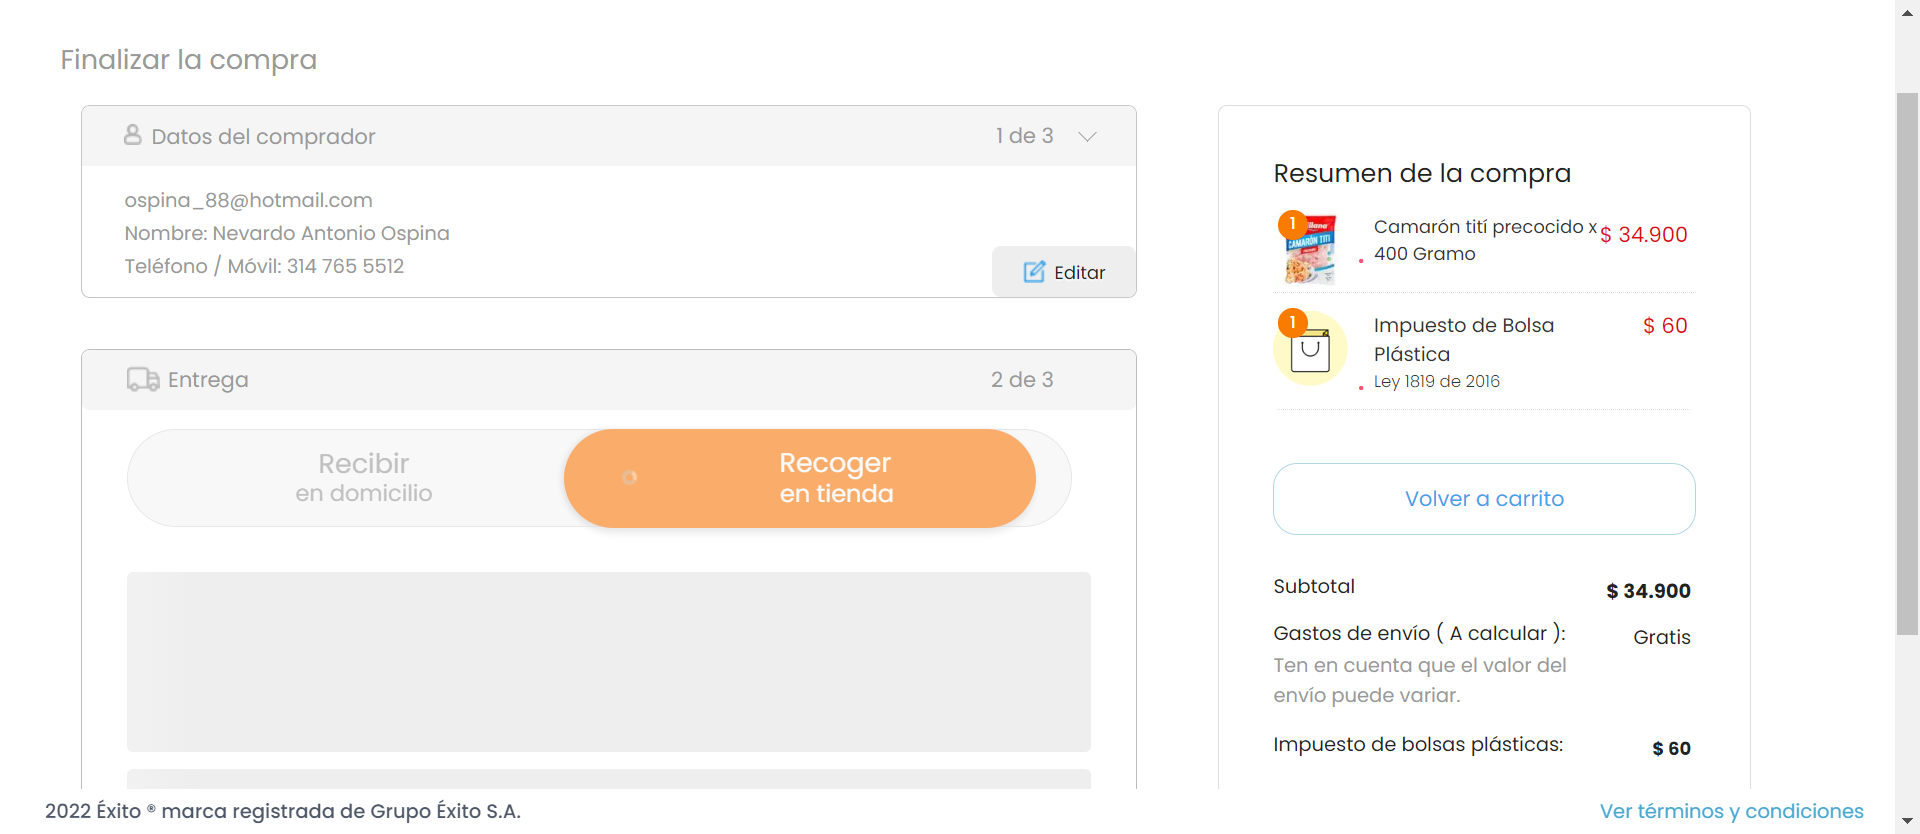 Finalizar la compra
Datos del comprador
1 de 3
ospina_88@hotmail.com
Nombre: Nevardo Antonio Ospina
Teléfono / Móvil: 314 765 5512
Editar
Entrega
2 de 3
Recibir
en domicilio
Recoger
en tienda
Resumen de la compra
1
CAMARÓN TITÍ
Camarón tití precocido x
400 Gramo
$ 34.900
1
Impuesto de Bolsa
Plástica
Ley 1819 de 2016
$ 60
Volver a carrito
Subtotal
$ 34.900
Gastos de envío ( A calcular ):
Gratis
Ten en cuenta que el valor del
envío puede variar.
Impuesto de bolsas plásticas:
$ 60
2022 Éxito ® marca registrada de Grupo Éxito S.A.
Ver términos y condiciones